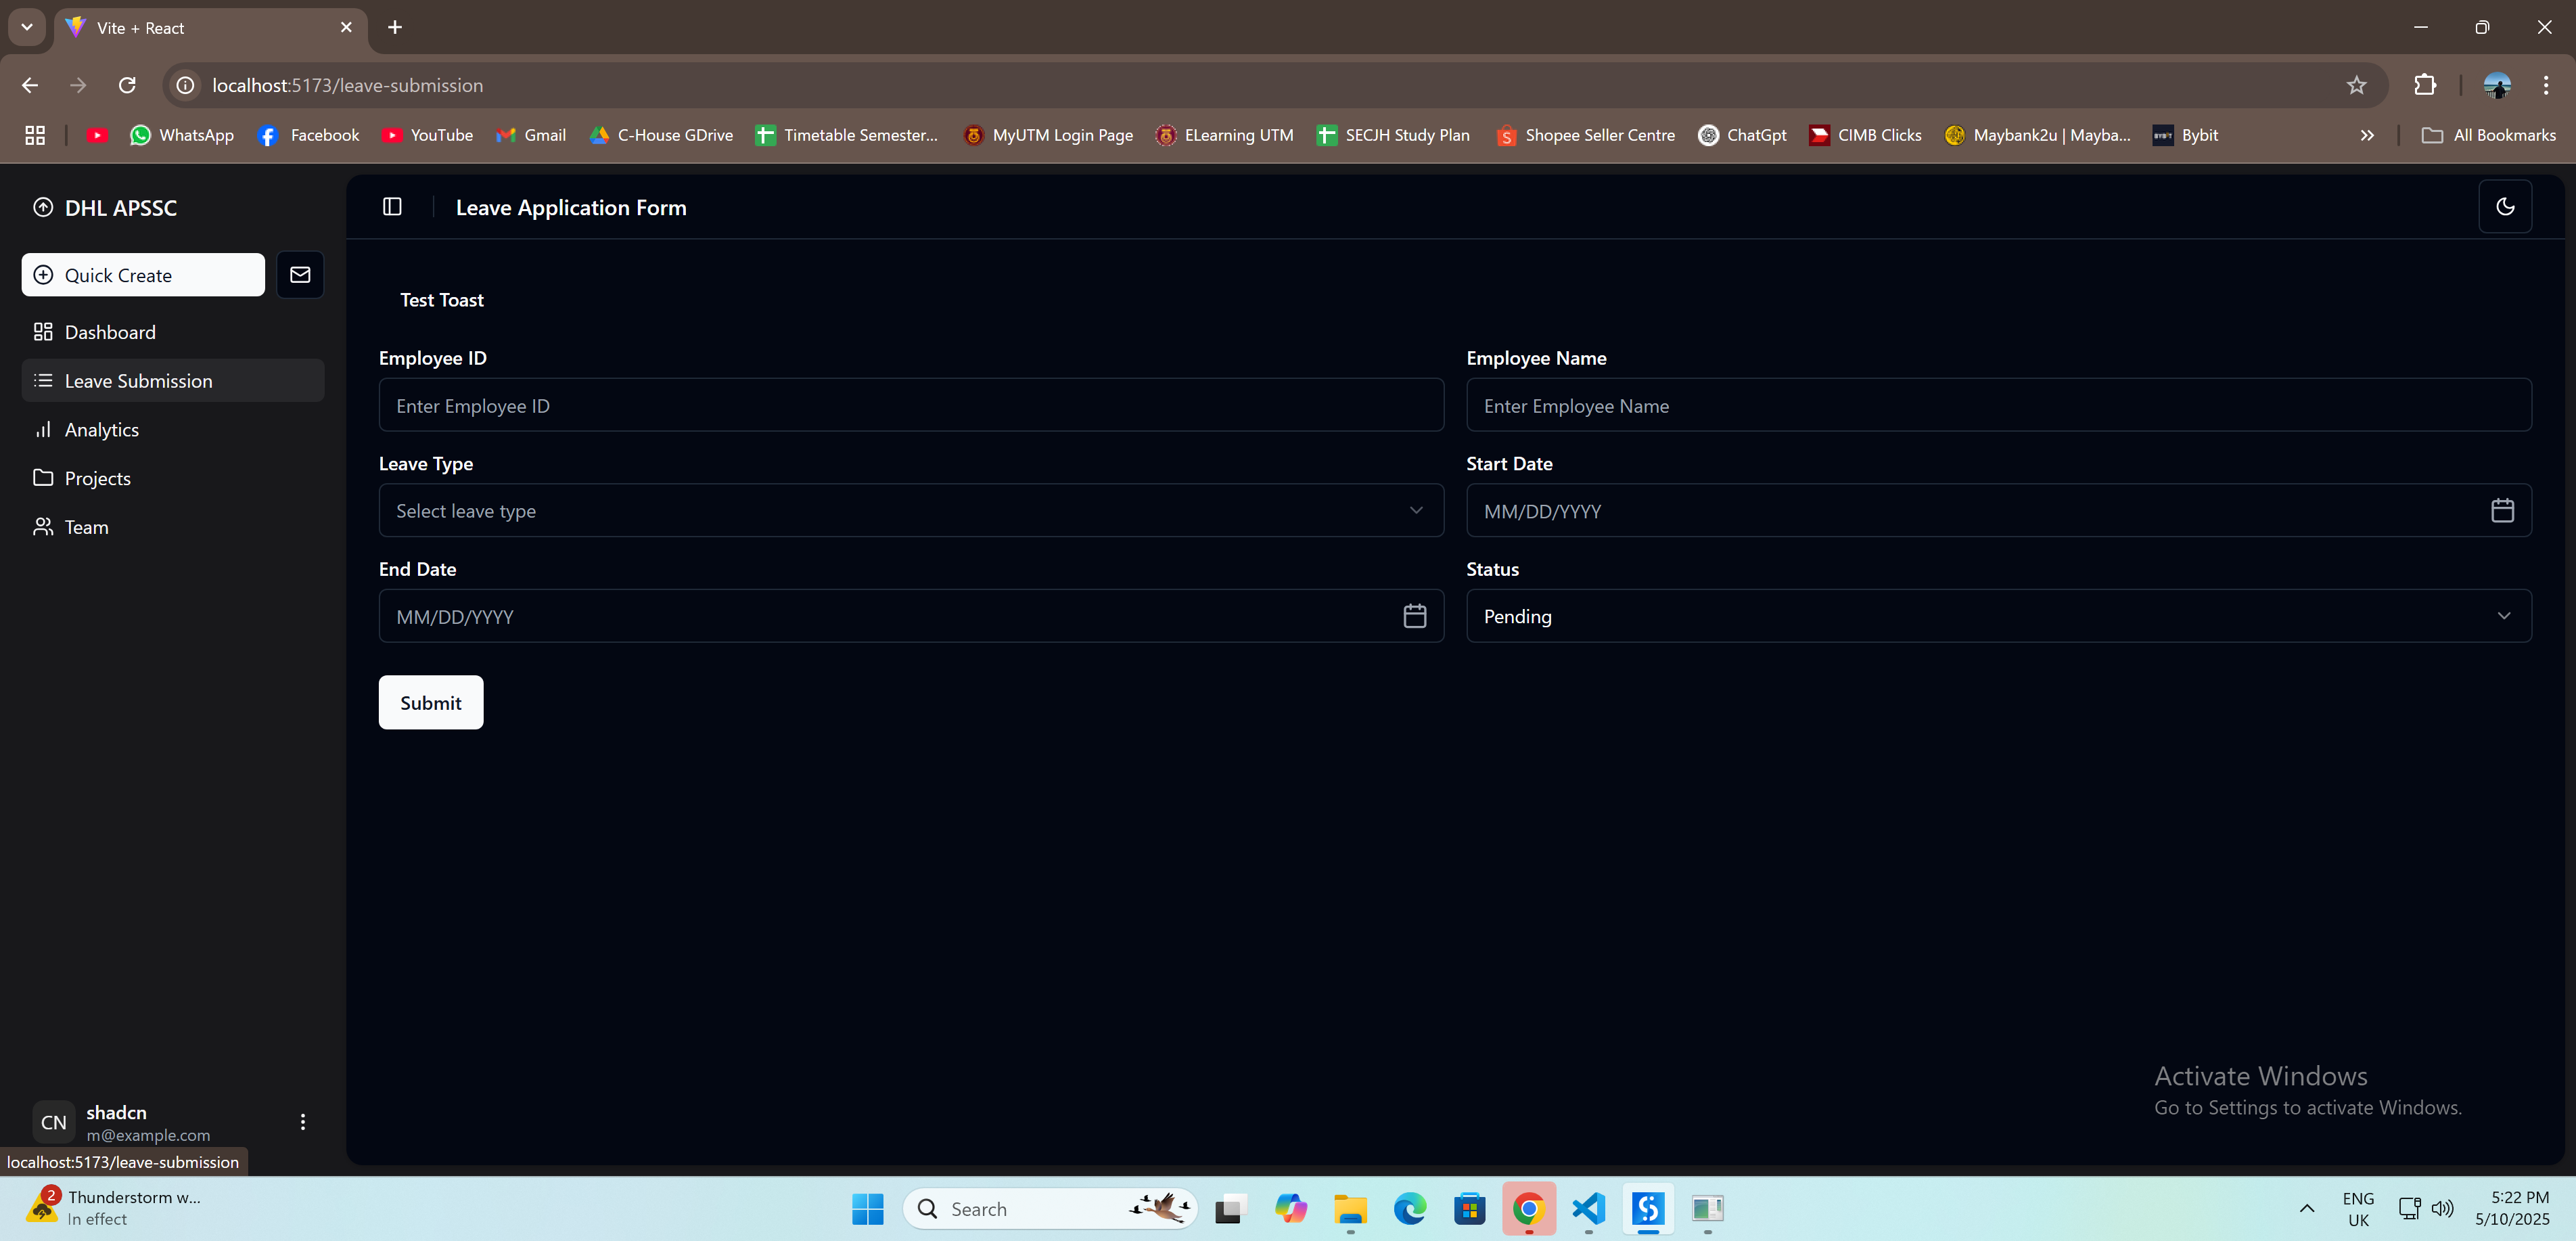 Vite + React
localhost:5173/leave-submission
WhatsApp
Facebook
YouTube
Gmail
C-House GDrive
Timetable Semester...
MyUTM Login Page
ELearning UTM
SECJH Study Plan
Shopee Seller Centre
ChatGpt
CIMB Clicks
Maybank2u | Mayba...
Bybit
All Bookmarks
DHL APSSC
Quick Create
Dashboard
Leave Submission
Analytics
Projects
Team
Leave Application Form
Test Toast
Employee ID
Enter Employee ID
Employee Name
Enter Employee Name
Leave Type
Select leave type
Start Date
MM/DD/YYYY
End Date
MM/DD/YYYY
Status
Pending
Submit
Activate Windows
Go to Settings to activate Windows.
CN
shadcn
m@example.com
localhost:5173/leave-submission
2
Thunderstorm w...
In effect
Search
ENG
UK
5:22 PM
5/10/2025